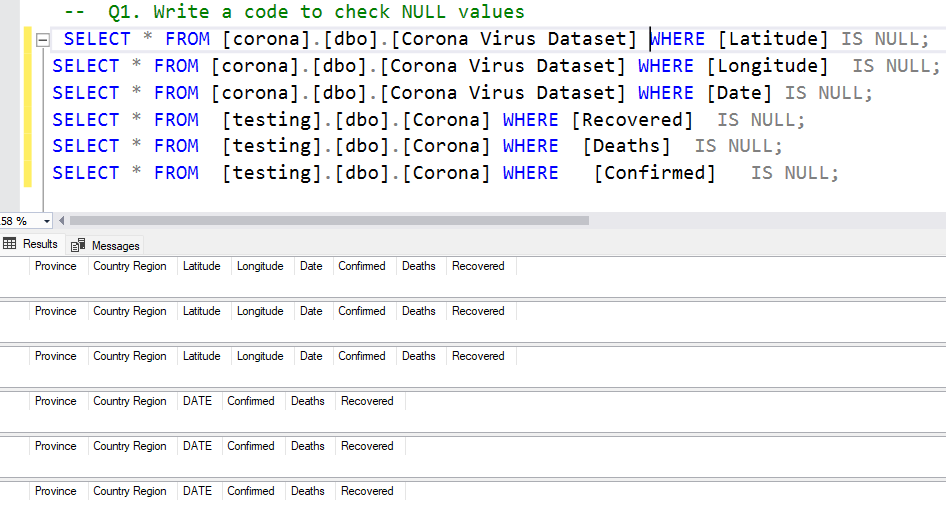 -- Q1. Write a code to check NULL values
SELECT * FROM [corona].[dbo].[Corona Virus Dataset] WHERE [Latitude] IS NULL;
SELECT * FROM [corona].[dbo].[Corona Virus Dataset] WHERE [Longitude] IS NULL;
SELECT * FROM [corona].[dbo].[Corona Virus Dataset] WHERE [Date] IS NULL;
SELECT * FROM [testing].[dbo].[Corona] WHERE [Recovered] IS NULL;
SELECT * FROM [testing].[dbo].[Corona] WHERE [Deaths] IS NULL;
SELECT * FROM [testing].[dbo].[Corona] WHERE [Confirmed] IS NULL;
58 %
Results Messages
Province Country Region Latitude Longitude Date Confirmed Deaths Recovered
Province Country Region Latitude Longitude Date Confirmed Deaths Recovered
Province Country Region Latitude Longitude Date Confirmed Deaths Recovered
Province Country Region DATE Confirmed Deaths Recovered
Province Country Region DATE Confirmed Deaths Recovered
Province Country Region DATE Confirmed Deaths Recovered